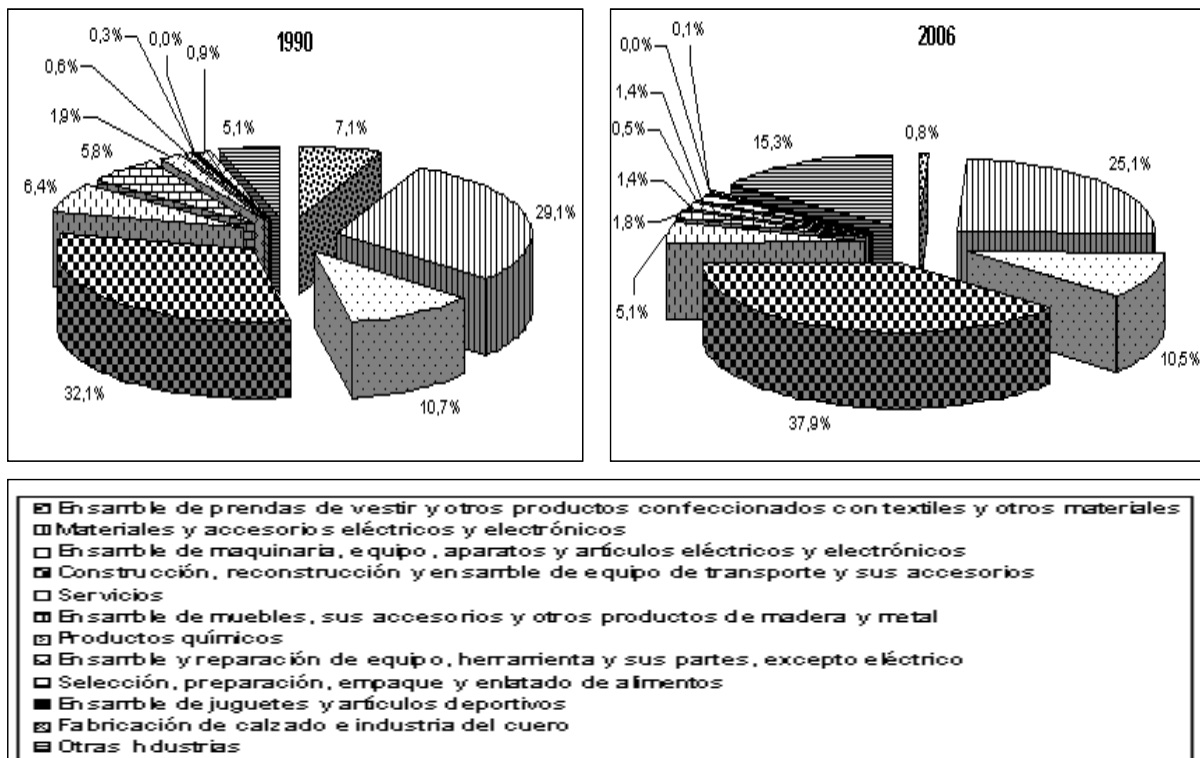 1990
0,3%
0,0%
0,9%
0,6%
1,9%
5,8%
6,4%
5,1%
7,1%
29,1%
32,1%
10,7%
2006
0,1%
0,0%
1,4%
0,5%
1,4%
1,8%
5,1%
15,3%
0,8%
25,1%
10,5%
37,9%
Ensamble de prendas de vestir y otros productos confeccionados con textiles y otros materiales
Materiales y accesorios eléctricos y electrónicos
Ensamble de maquinaria, equipo, aparatos y artículos eléctricos y electrónicos
Construcción, reconstrucción y ensamble de equipo de transporte y sus accesorios
Servicios
Ensamble de muebles, sus accesorios y otros productos de madera y metal
Productos químicos
Ensamble y reparación de equipo, herramienta y sus partes, excepto eléctrico
Selección, preparación, empaque y enlatado de alimentos
Ensamble de juguetes y artículos deportivos
Fabricación de calzado e industria del cuero
Otras Industrias